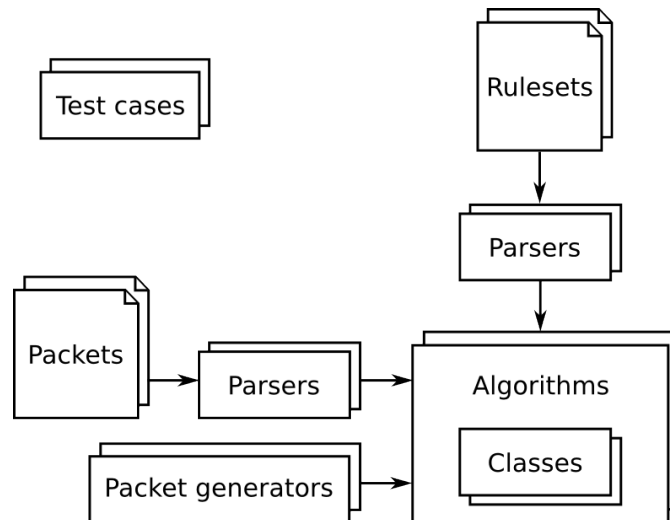 Rulesets
Test cases
Parsers
Packets
Parsers
Algorithms
Classes
Packet generators